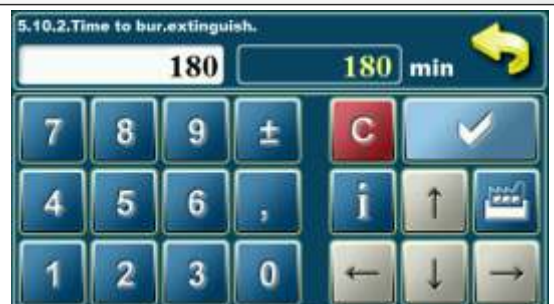 5.10.2.Time to bur.extinguish.
180 180 min
7 8 9 ± C
4 5 6 , i ↑
1 2 3 0 ← ↓ →